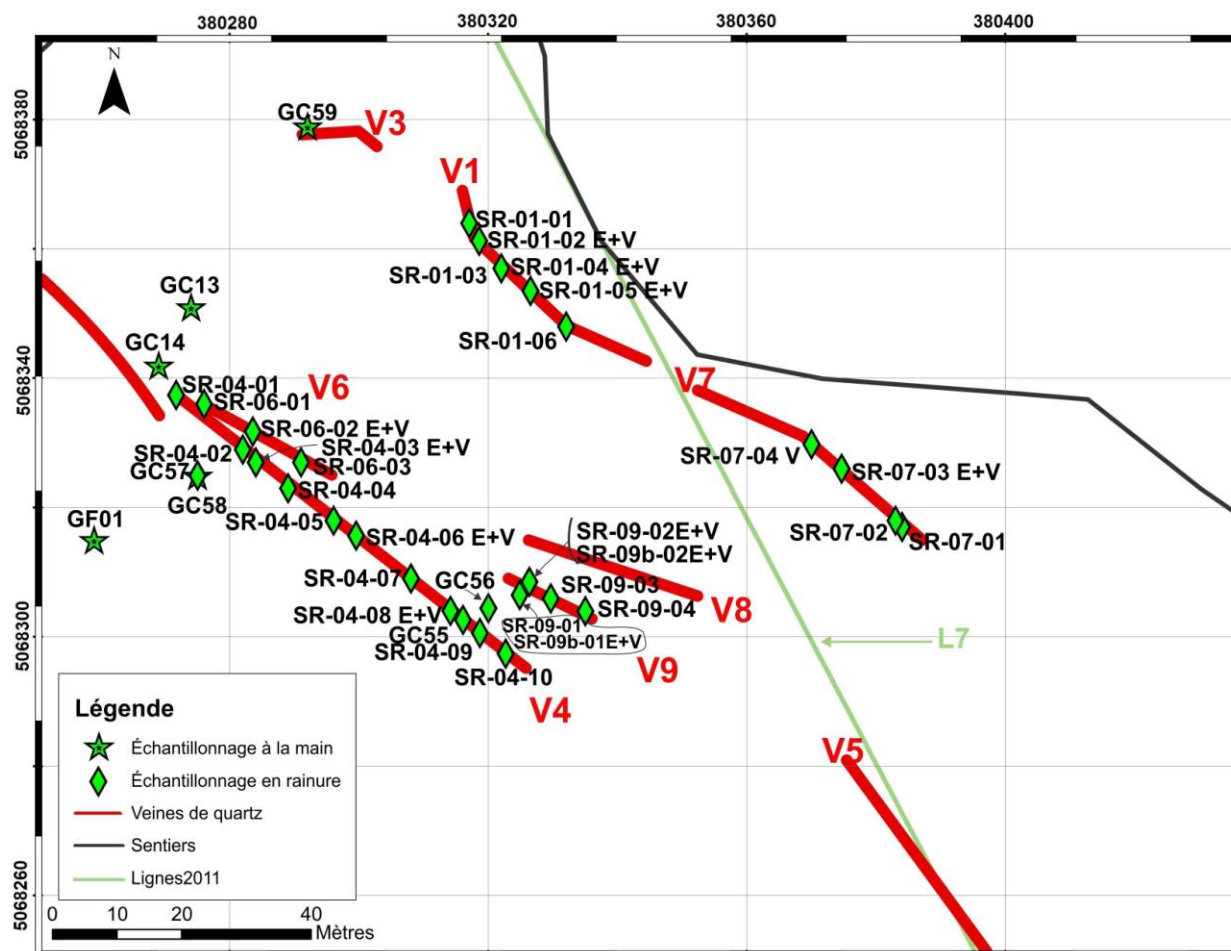 380280 380320 380360 380400
N
5068380
5068340
5068300
5068260
GC59
V3
V1
SR-01-01
SR-01-02 E+V
SR-01-03
SR-01-04 E+V
SR-01-05 E+V
SR-01-06
GC13
GC14
SR-04-01
V6
SR-06-01
SR-06-02 E+V
SR-04-02
SR-04-03 E+V
GC57
SR-06-03
GC58
SR-04-04
V7
SR-07-04 V
SR-07-03 E+V
SR-07-02
SR-07-01
GF01
SR-04-05
SR-04-06 E+V
SR-09-02E+V
SR-09b-02E+V
SR-04-07
GC56
SR-09-03
SR-09-04
V8
SR-04-08 E+V
SR-09-01
SR-09b-01E+V
GC55
SR-04-09
SR-04-10
V9
V4
L7
V5
Légende
Échantillonnage à la main
Échantillonnage en rainure
Veines de quartz
Sentiers
Lignes2011
0 10 20 40
Mètres